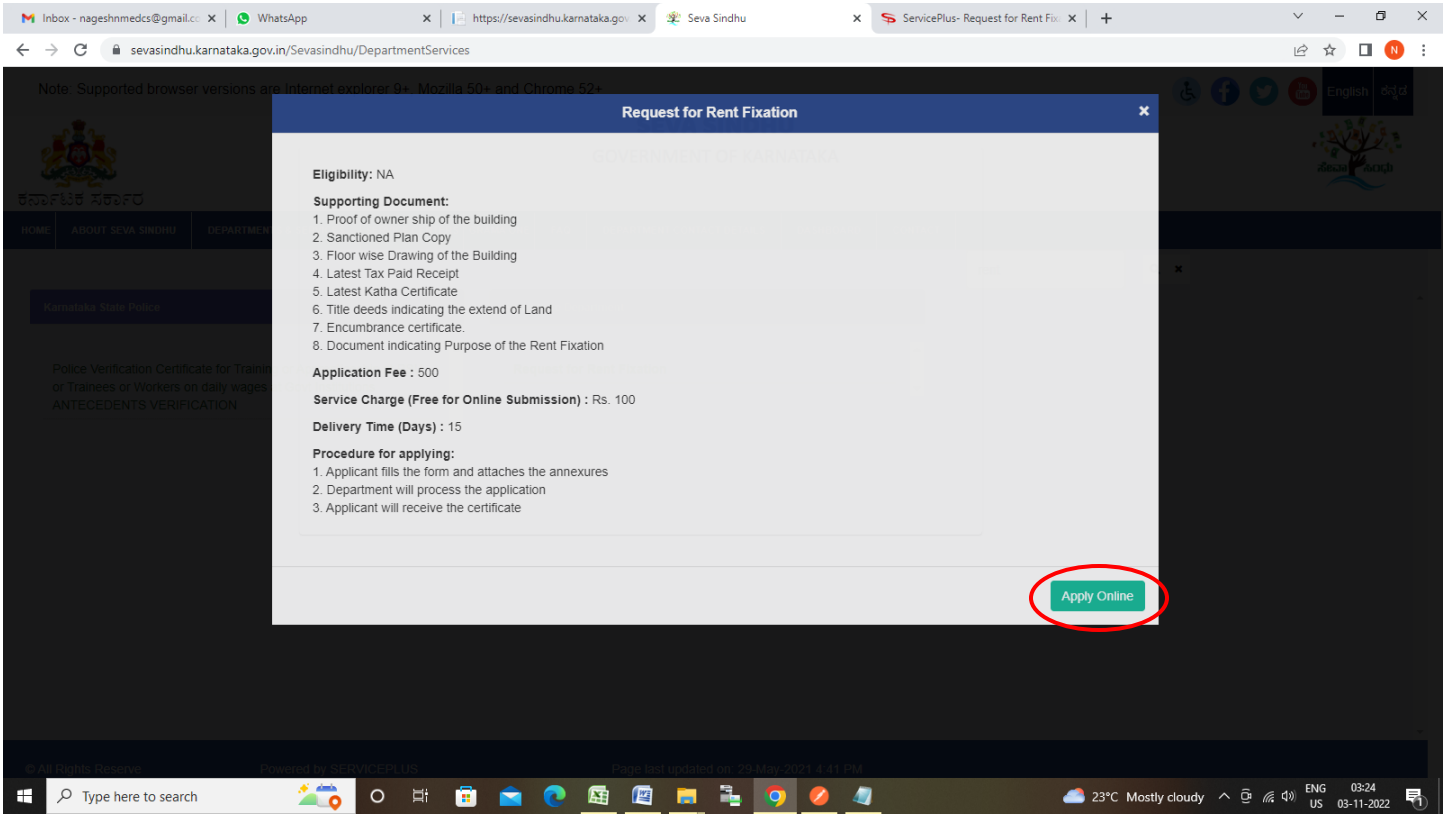 Inbox - nageshnmedcs@gmail.cc
WhatsApp
https://sevasindhu.karnataka.gov
Seva Sindhu
ServicePlus- Request for Rent Fix
sevasindhu.karnataka.gov.in/Sevasindhu/DepartmentServices
N
Note: Supported browser versions are Internet explorer 9+, Mozilla 50+ and Chrome 52+
English
ಕನ್ನಡ
Request for Rent Fixation
GOVERNMENT OF KARNATAKA
ಕರ್ನಾಟಕ ಸರ್ಕಾರ
ಸೇವಾ ಸಿಂಧು
HOME
ABOUT SEVA SINDHU
DEPARTMEN
Eligibility: NA
Supporting Document:
1. Proof of owner ship of the building
2. Sanctioned Plan Copy
3. Floor wise Drawing of the Building
4. Latest Tax Paid Receipt
5. Latest Katha Certificate
6. Title deeds indicating the extend of Land
7. Encumbrance certificate.
8. Document indicating Purpose of the Rent Fixation
Application Fee : 500
Service Charge (Free for Online Submission) : Rs. 100
Delivery Time (Days) : 15
Procedure for applying:
1. Applicant fills the form and attaches the annexures
2. Department will process the application
3. Applicant will receive the certificate
Karnataka State Police
Police Verification Certificate for Trainin
or Trainees or Workers on daily wages
ANTECEDENTS VERIFICATION
Apply Online
© All Rights Reserve
Powered by SERVICEPLUS
Page last updated on: 29-May-2021 4:41 PM
Type here to search
23°C Mostly cloudy
ENG
US
03:24
03-11-2022
1